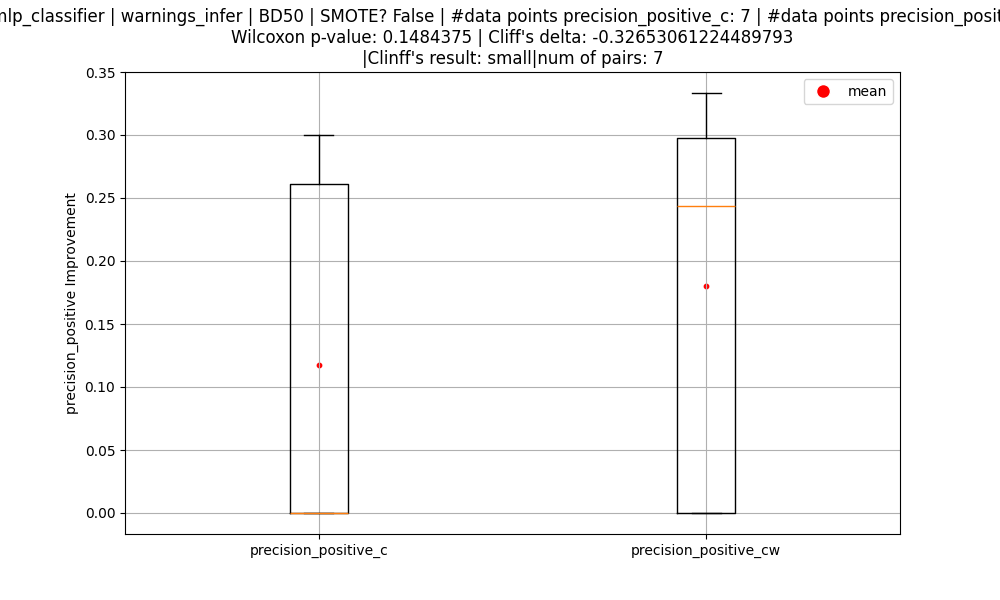 mlp_classifier | warnings_infer | BD50 | SMOTE? False | #data points precision_positive_c: 7 | #data points
Wilcoxon p-value: 0.1484375 | Cliff's delta: -0.32653061224489793
|Clinff's result: small|num of pairs: 7
mean
0.35
0.30
0.25
0.20
0.15
0.10
0.05
0.00
precision_positive Improvement
precision_positive_c
precision_positive_cw